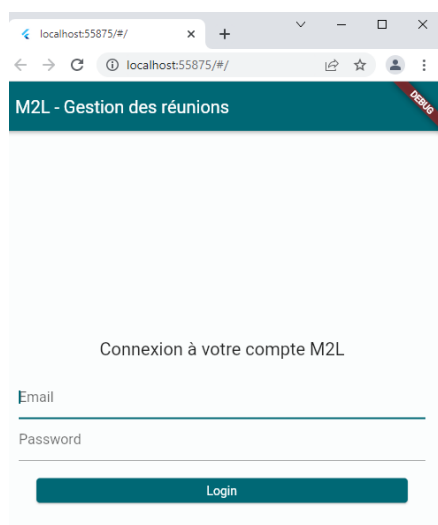 localhost:55875/#/
localhost:55875/#/
M2L - Gestion des réunions
DEBUG
Connexion à votre compte M2L
Email
Password
Login